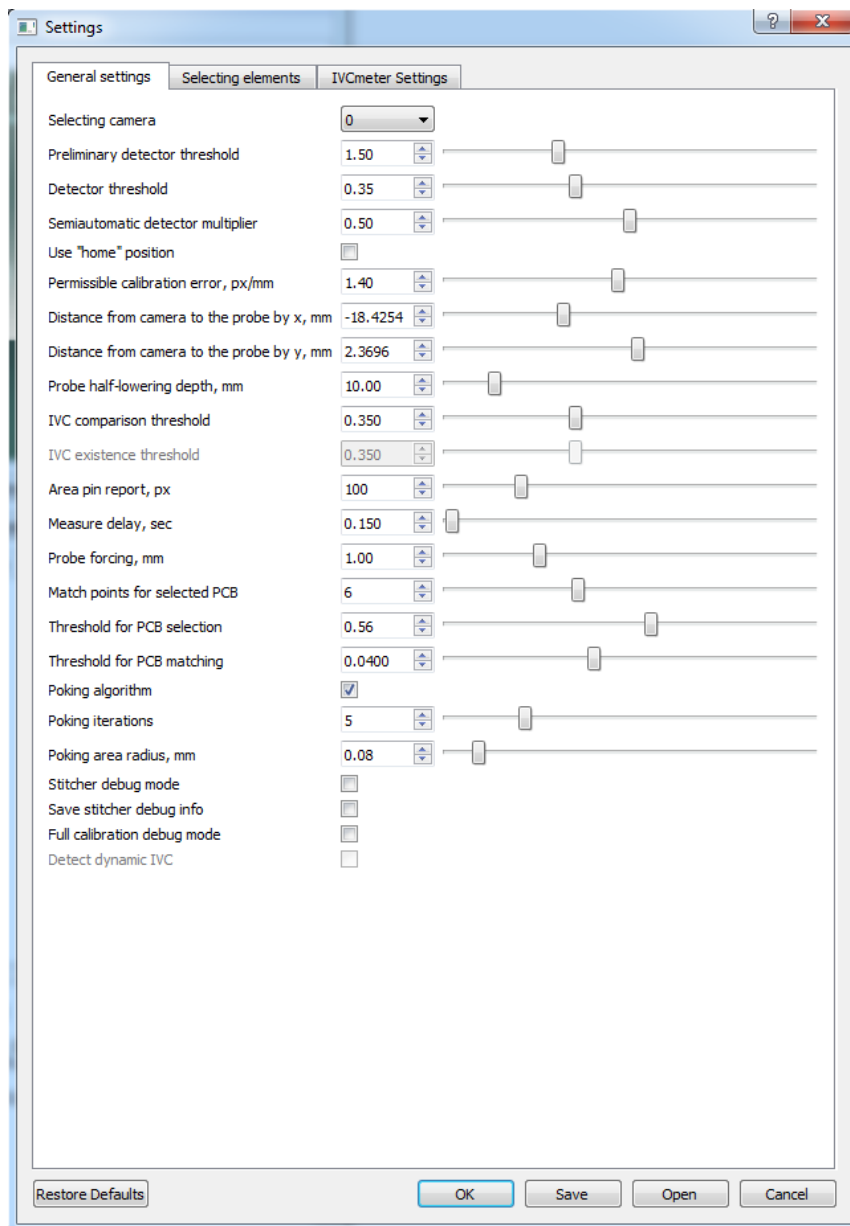 Settings
General settings Selecting elements IVCmeter Settings
Selecting camera 0
Preliminary detector threshold 1.50
Detector threshold 0.35
Semiautomatic detector multiplier 0.50
Use "home" position
Permissible calibration error, px/mm 1.40
Distance from camera to the probe by x, mm -18.4254
Distance from camera to the probe by y, mm 2.3696
Probe half-lowering depth, mm 10.00
IVC comparison threshold 0.350
IVC existence threshold 0.350
Area pin report, px 100
Measure delay, sec 0.150
Probe forcing, mm 1.00
Match points for selected PCB 6
Threshold for PCB selection 0.56
Threshold for PCB matching 0.0400
Poking algorithm
Poking iterations 5
Poking area radius, mm 0.08
Stitcher debug mode
Save stitcher debug info
Full calibration debug mode
Detect dynamic IVC
Restore Defaults OK Save Open Cancel